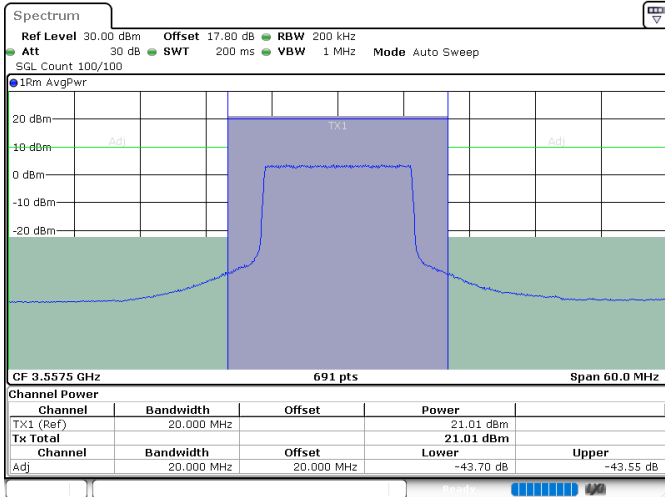 Spectrum
Ref Level 30.00 dBm Offset 17.80 dB RBW 200 kHz
Att 30 dB SWT 200 ms VBW 1 MHz Mode Auto Sweep
SGL Count 100/100
1Rm AvgPwr
20 dBm
TX1
Adj
Adj
10 dBm
0 dBm
-10 dBm
-20 dBm
CF 3.5575 GHz 691 pts Span 60.0 MHz
Channel Power
Channel Bandwidth Offset Power
TX1 (Ref) 20.000 MHz 21.01 dBm
Tx Total 21.01 dBm
Channel Bandwidth Offset Lower Upper
Adj 20.000 MHz 20.000 MHz -43.70 dB -43.55 dB
Ready